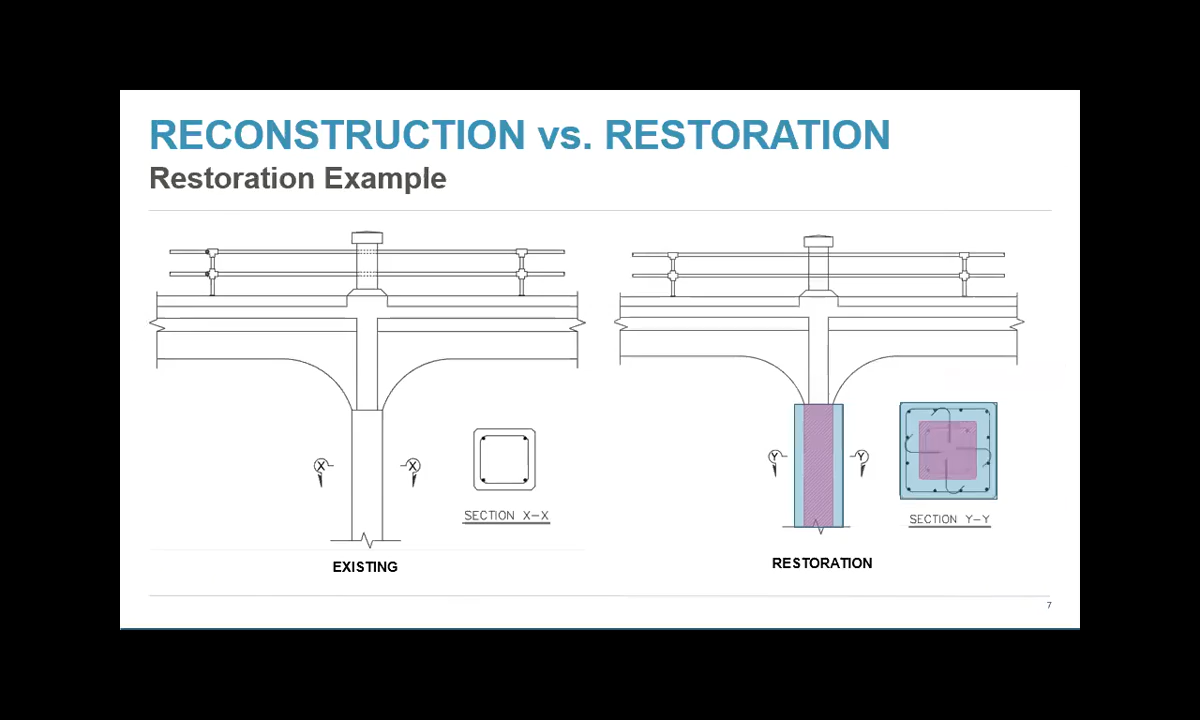 RECONSTRUCTION vs. RESTORATION
Restoration Example
X X
SECTION X-X
EXISTING
Y Y
SECTION Y-Y
RESTORATION
7